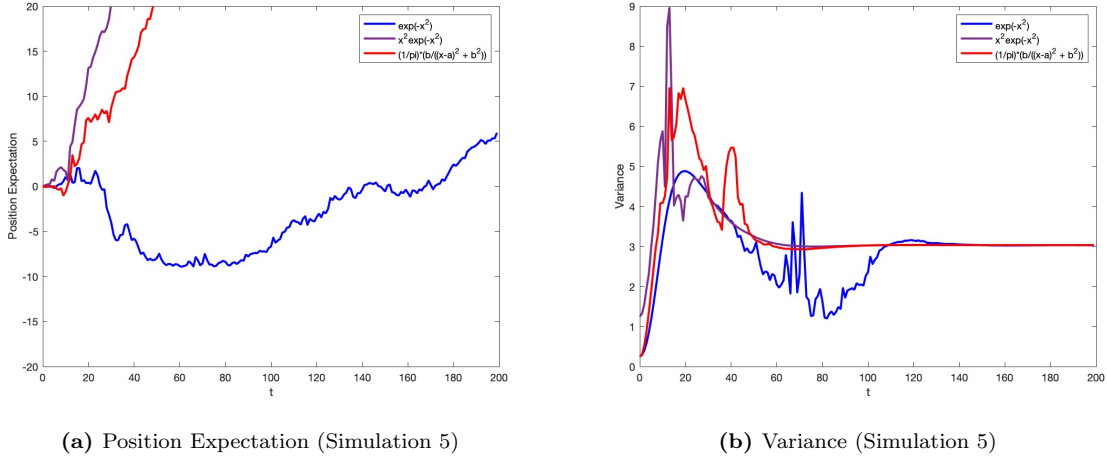 20
15
10
5
0
-5
-10
-15
-20
Position Expectation
0 20 40 60 80 100 120 140 160 180 200
t
exp(-x²)
x²exp(-x²)
(1/pi)*(b/((x-a)² + b²))
(a) Position Expectation (Simulation 5)
9
8
7
6
5
4
3
2
1
0
Variance
0 20 40 60 80 100 120 140 160 180 200
t
exp(-x²)
x²exp(-x²)
(1/pi)*(b/((x-a)² + b²))
(b) Variance (Simulation 5)